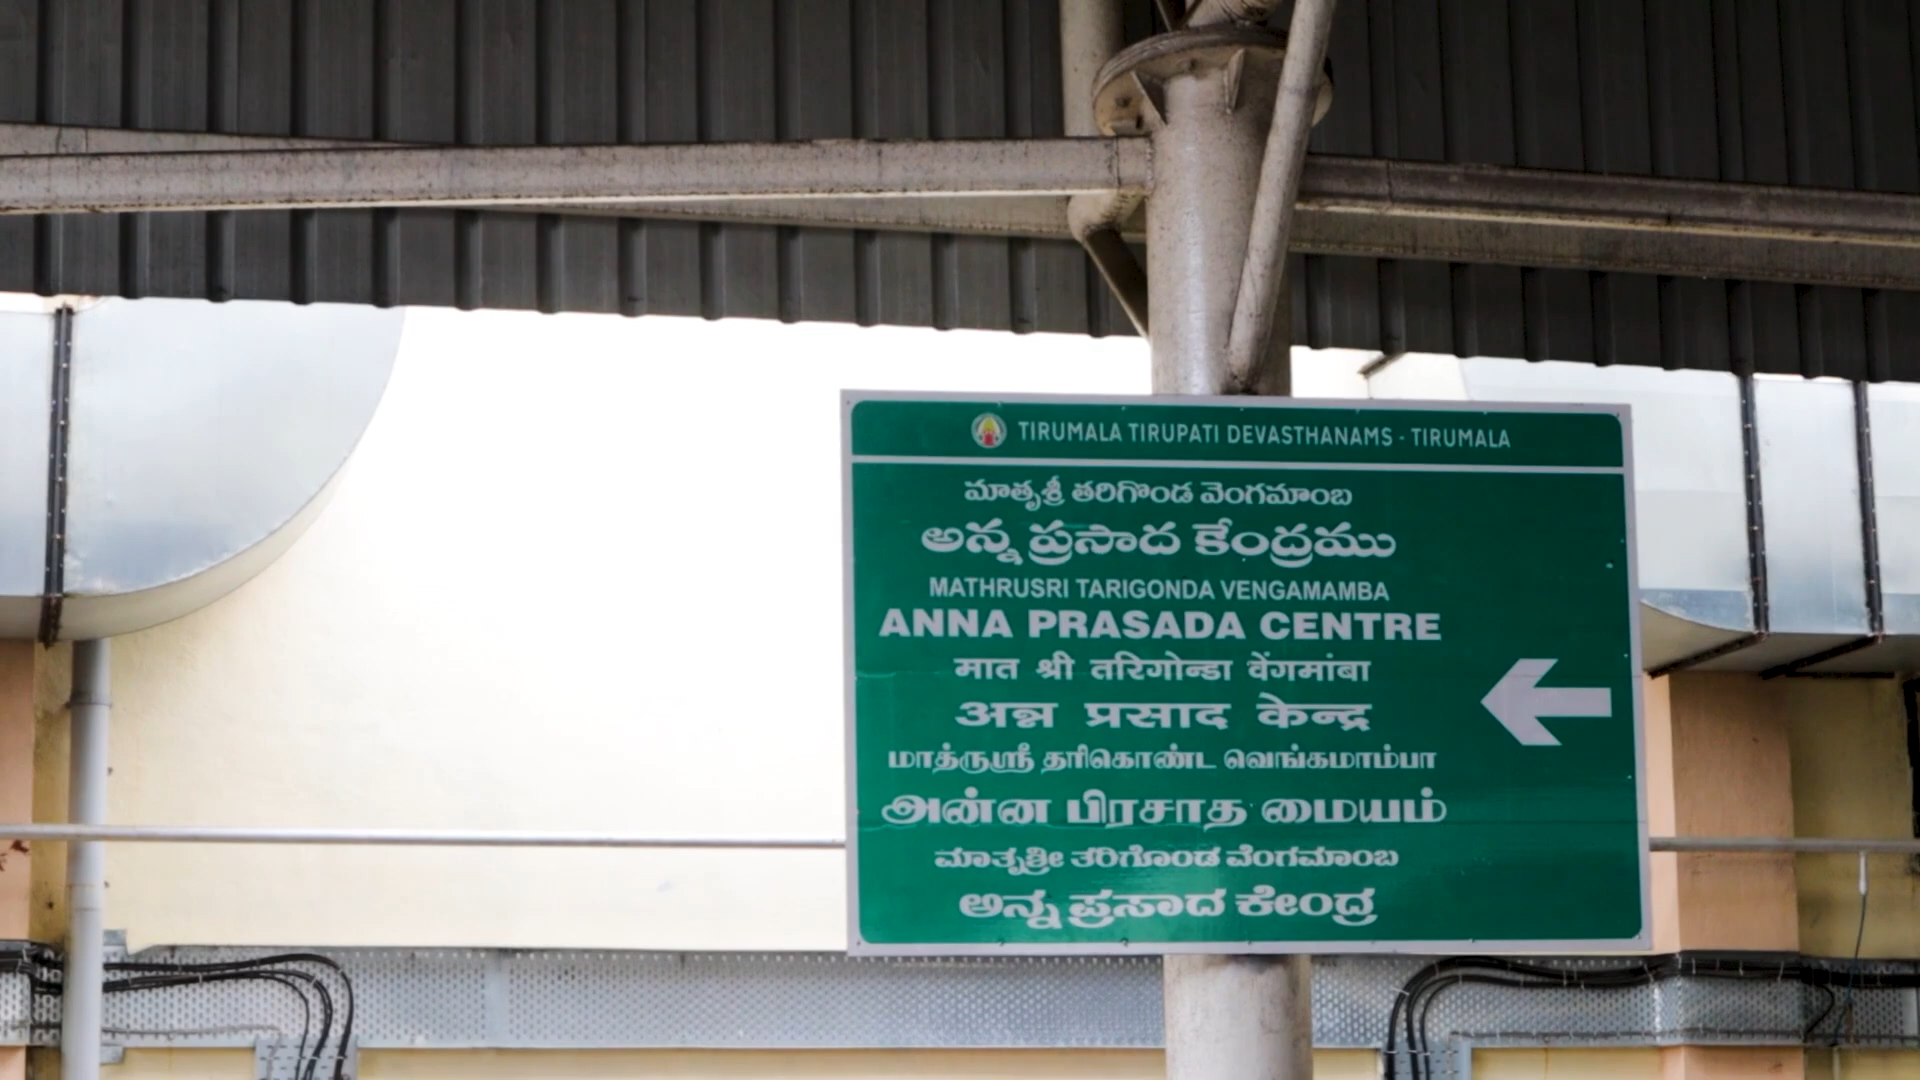 TIRUMALA TIRUPATI DEVASTHANAMS - TIRUMALA
మాతృశ్రీ తరిగొండ వెంగమాంబ
అన్న ప్రసాద కేంద్రము
MATHRUSRI TARIGONDA VENGAMAMBA
ANNA PRASADA CENTRE
मात श्री तरिगोन्डा वेंगमांबा
अन्न प्रसाद केन्द्र
மாத்ருஸ்ரீ தரிகொண்ட வெங்கமாம்பா
அன்ன பிரசாத மையம்
ಮಾತೃಶ್ರೀ ತರಿಗೊಂಡ ವೆಂಗಮಾಂಬ
ಅನ್ನ ಪ್ರಸಾದ ಕೇಂದ್ರ